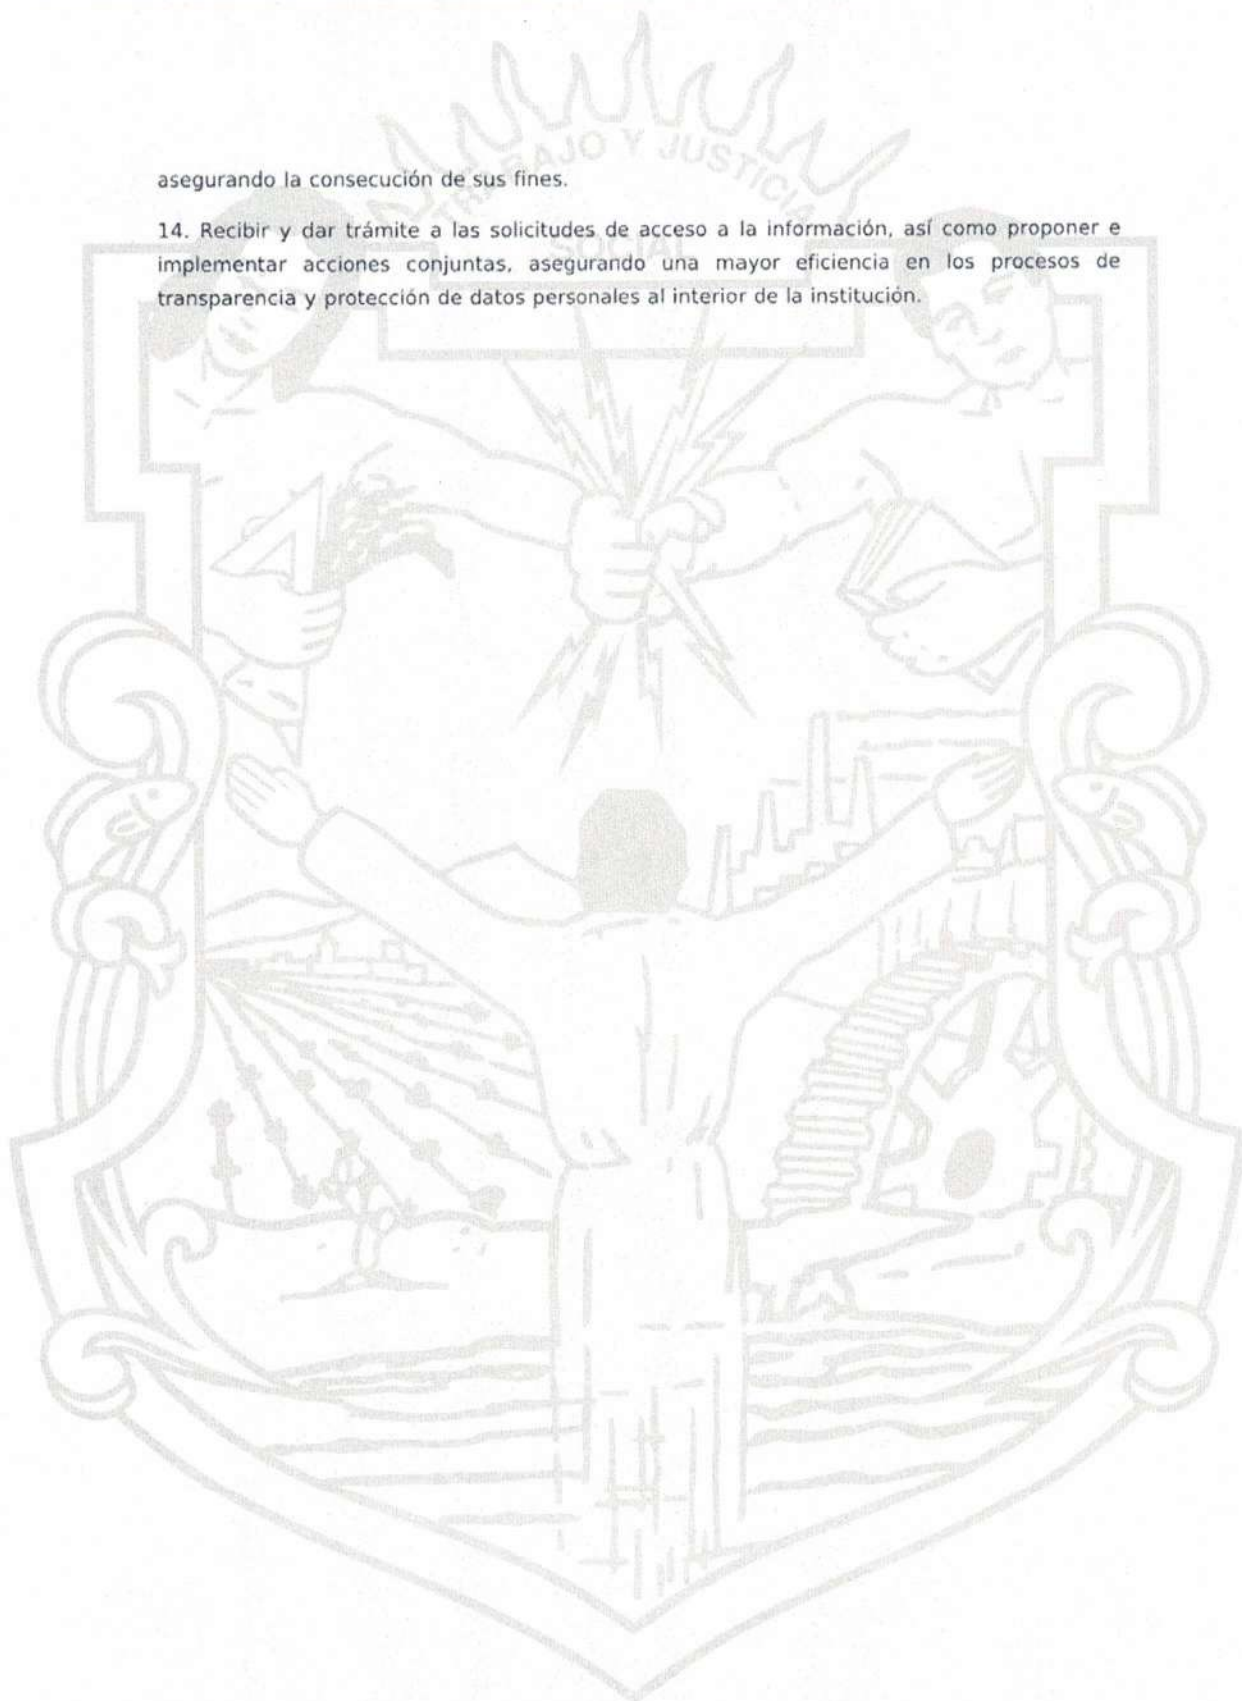 TRABAJO Y JUSTICIA
SOCIAL
asegurando la consecución de sus fines.
14. Recibir y dar trámite a las solicitudes de acceso a la información, así como proponer e
implementar acciones conjuntas, asegurando una mayor eficiencia en los procesos de
transparencia y protección de datos personales al interior de la institución.